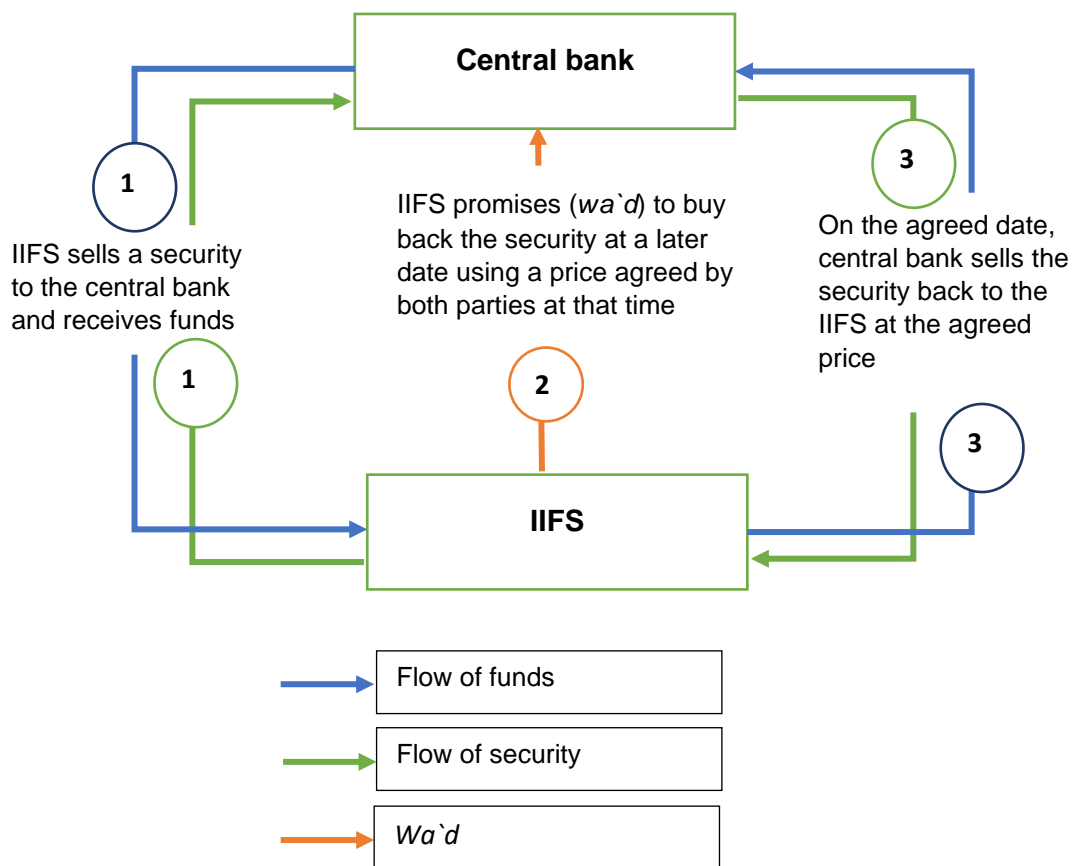 Central bank
1
IIFS sells a security
to the central bank
and receives funds
1
IIFS promises (wa`d) to buy
back the security at a later
date using a price agreed by
both parties at that time
2
3
On the agreed date,
central bank sells the
security back to the
IIFS at the agreed
price
3
IIFS
Flow of funds
Flow of security
Wa`d